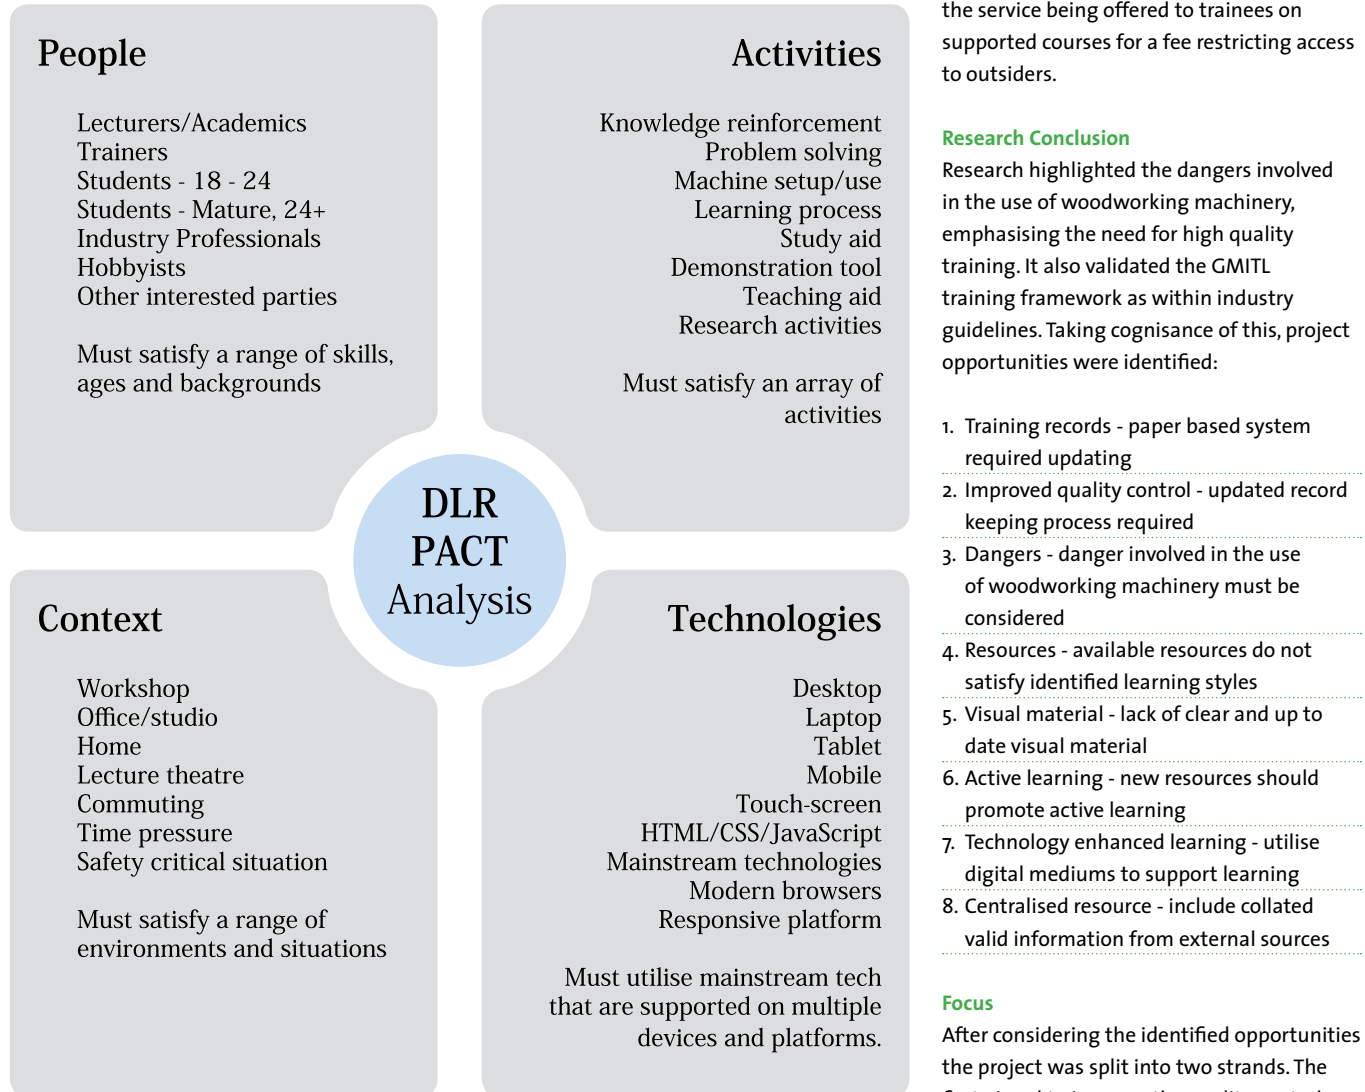 People
Lecturers/Academics
Trainers
Students - 18 - 24
Students - Mature, 24+
Industry Professionals
Hobbyists
Other interested parties
Must satisfy a range of skills,
ages and backgrounds
Activities
Knowledge reinforcement
Problem solving
Machine setup/use
Learning process
Study aid
Demonstration tool
Teaching aid
Research activities
Must satisfy an array of
activities
DLR
PACT
Analysis
Context
Workshop
Office/studio
Home
Lecture theatre
Commuting
Time pressure
Safety critical situation
Must satisfy a range of
environments and situations
Technologies
Desktop
Laptop
Tablet
Mobile
Touch-screen
HTML/CSS/JavaScript
Mainstream technologies
Modern browsers
Responsive platform
Must utilise mainstream tech
that are supported on multiple
devices and platforms.
the service being offered to trainees on
supported courses for a fee restricting access
to outsiders.
Research Conclusion
Research highlighted the dangers involved
in the use of woodworking machinery,
emphasising the need for high quality
training. It also validated the GMITL
training framework as within industry
guidelines. Taking cognisance of this, project
opportunities were identified:
1. Training records - paper based system
required updating
2. Improved quality control - updated record
keeping process required
3. Dangers - danger involved in the use
of woodworking machinery must be
considered
4. Resources - available resources do not
satisfy identified learning styles
5. Visual material - lack of clear and up to
date visual material
6. Active learning - new resources should
promote active learning
7. Technology enhanced learning - utilise
digital mediums to support learning
8. Centralised resource - include collated
valid information from external sources
Focus
After considering the identified opportunities
the project was split into two strands. The